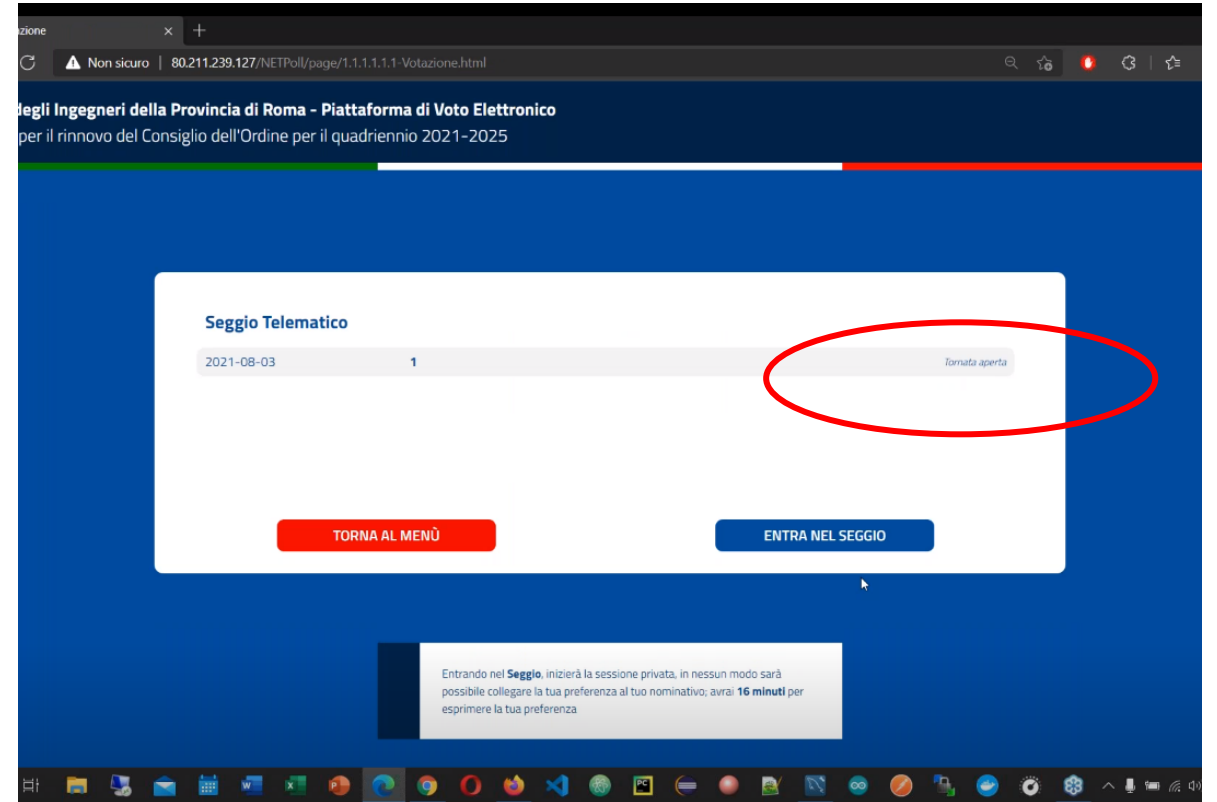 azione × +
Non sicuro | 80.211.239.127/NETPoll/page/1.1.1.1.1.1-Votazione.html
degli Ingegneri della Provincia di Roma - Piattaforma di Voto Elettronico
per il rinnovo del Consiglio dell'Ordine per il quadriennio 2021-2025
Seggio Telematico
2021-08-03 1 Tornata aperta
TORNA AL MENÙ ENTRA NEL SEGGIO
Entrando nel Seggio, inizierà la sessione privata, in nessun modo sarà
possibile collegare la tua preferenza al tuo nominativo; avrai 16 minuti per
esprimere la tua preferenza